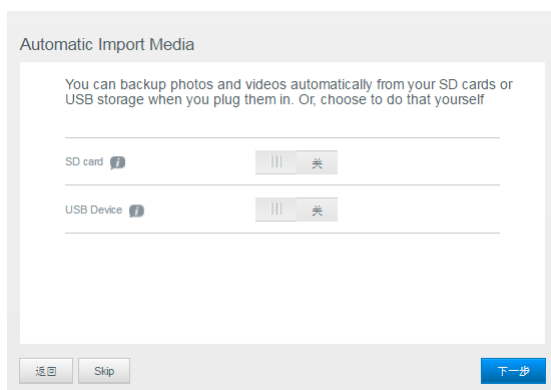 Automatic Import Media
You can backup photos and videos automatically from your SD cards or
USB storage when you plug them in. Or, choose to do that yourself
SD card
关
USB Device
关
返回
Skip
下一步